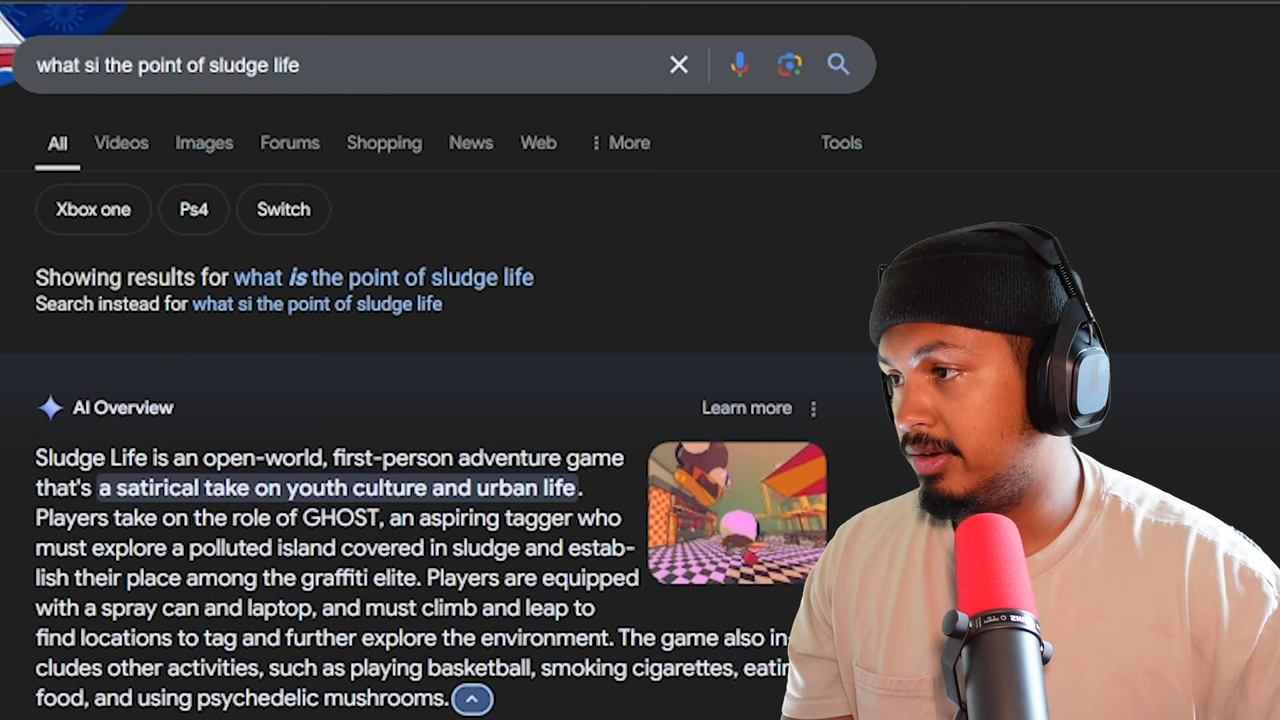 what si the point of sludge life
All Videos Images Forums Shopping News Web More Tools
Xbox one Ps4 Switch
Showing results for what is the point of sludge life
Search instead for what si the point of sludge life
AI Overview Learn more
Sludge Life is an open-world, first-person adventure game
that's a satirical take on youth culture and urban life.
Players take on the role of GHOST, an aspiring tagger who
must explore a polluted island covered in sludge and estab-
lish their place among the graffiti elite. Players are equipped
with a spray can and laptop, and must climb and leap to
find locations to tag and further explore the environment. The game also in-
cludes other activities, such as playing basketball, smoking cigarettes,
food, and using psychedelic mushrooms.